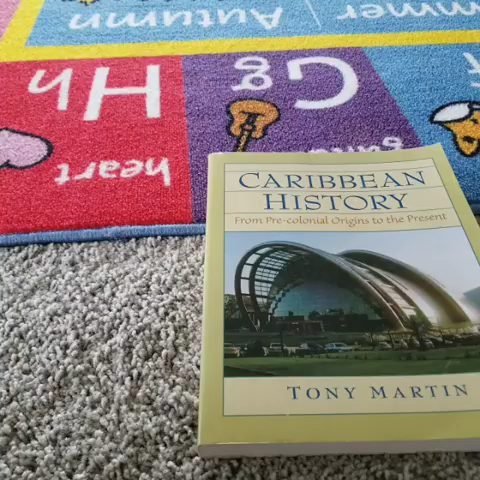 Autumn
mmer
Hh
Gg
heart
CARIBBEAN
HISTORY
From Pre-colonial Origins to the Present
TONY MARTIN